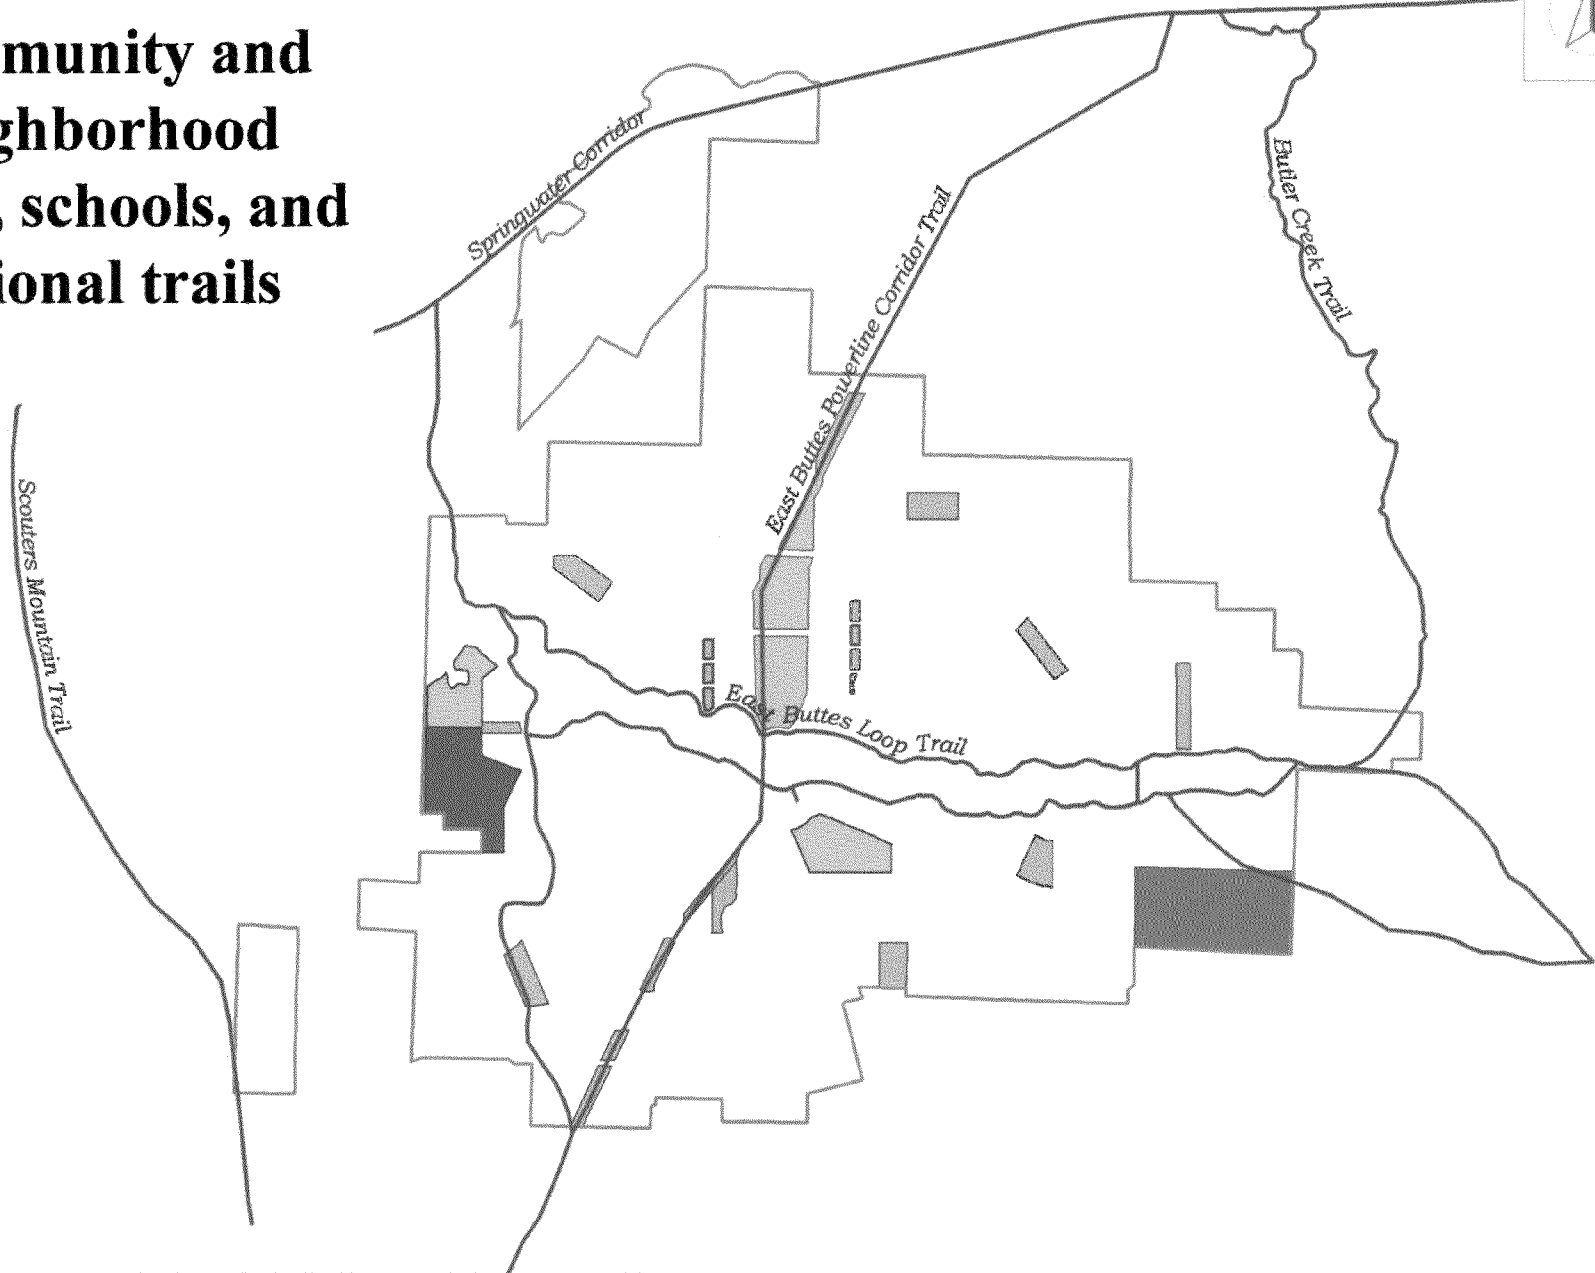 munity and
ghborhood
, schools, and
ional trails
Springwater Corridor
East Buttes Powerline Corridor Trail
Butler Creek Trail
Scouters Mountain Trail
East Buttes Loop Trail